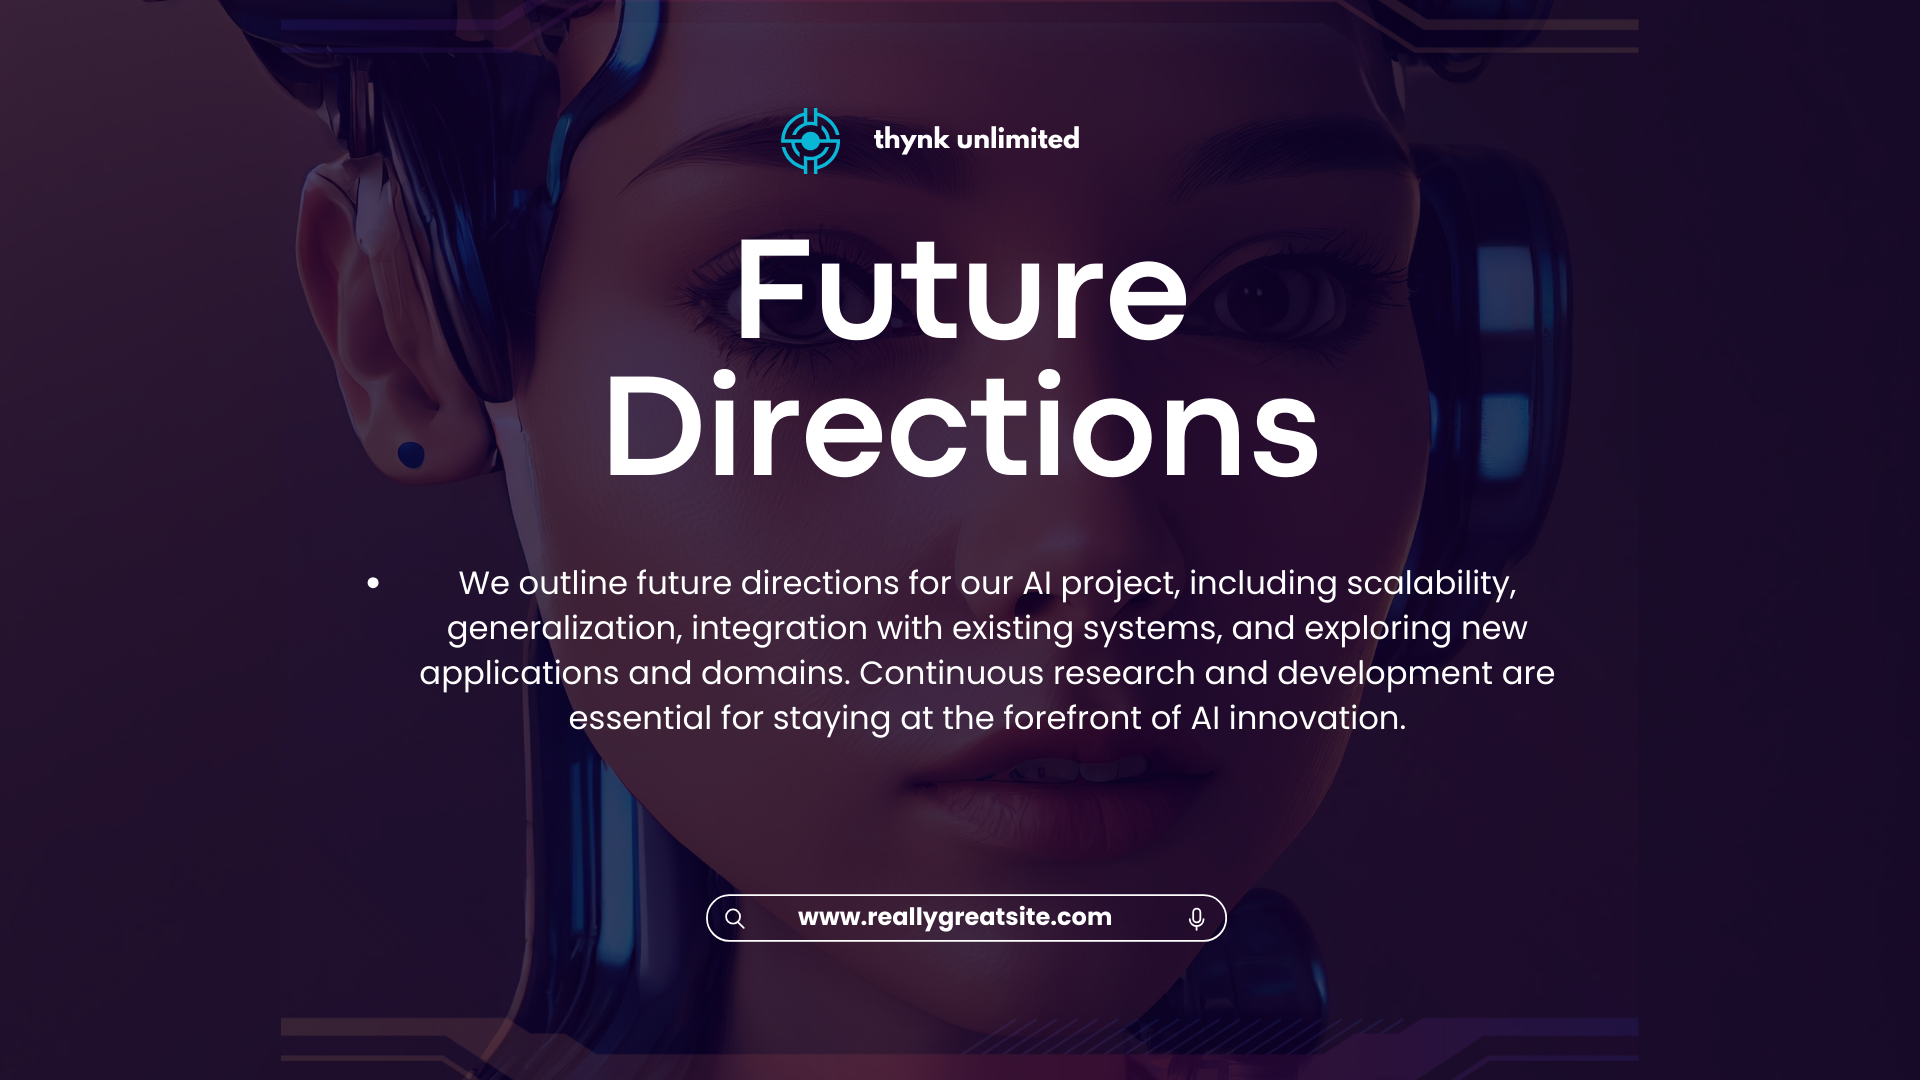 thynk unlimited
Future
Directions
• We outline future directions for our AI project, including scalability,
generalization, integration with existing systems, and exploring new
applications and domains. Continuous research and development are
essential for staying at the forefront of AI innovation.
www.reallygreatsite.com